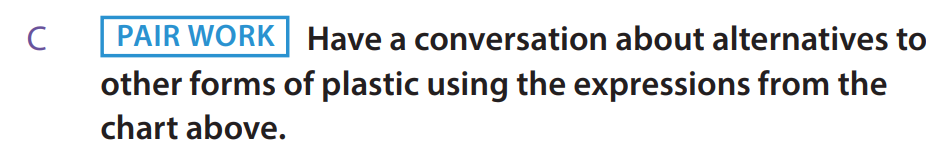 C PAIR WORK Have a conversation about alternatives to
other forms of plastic using the expressions from the
chart above.